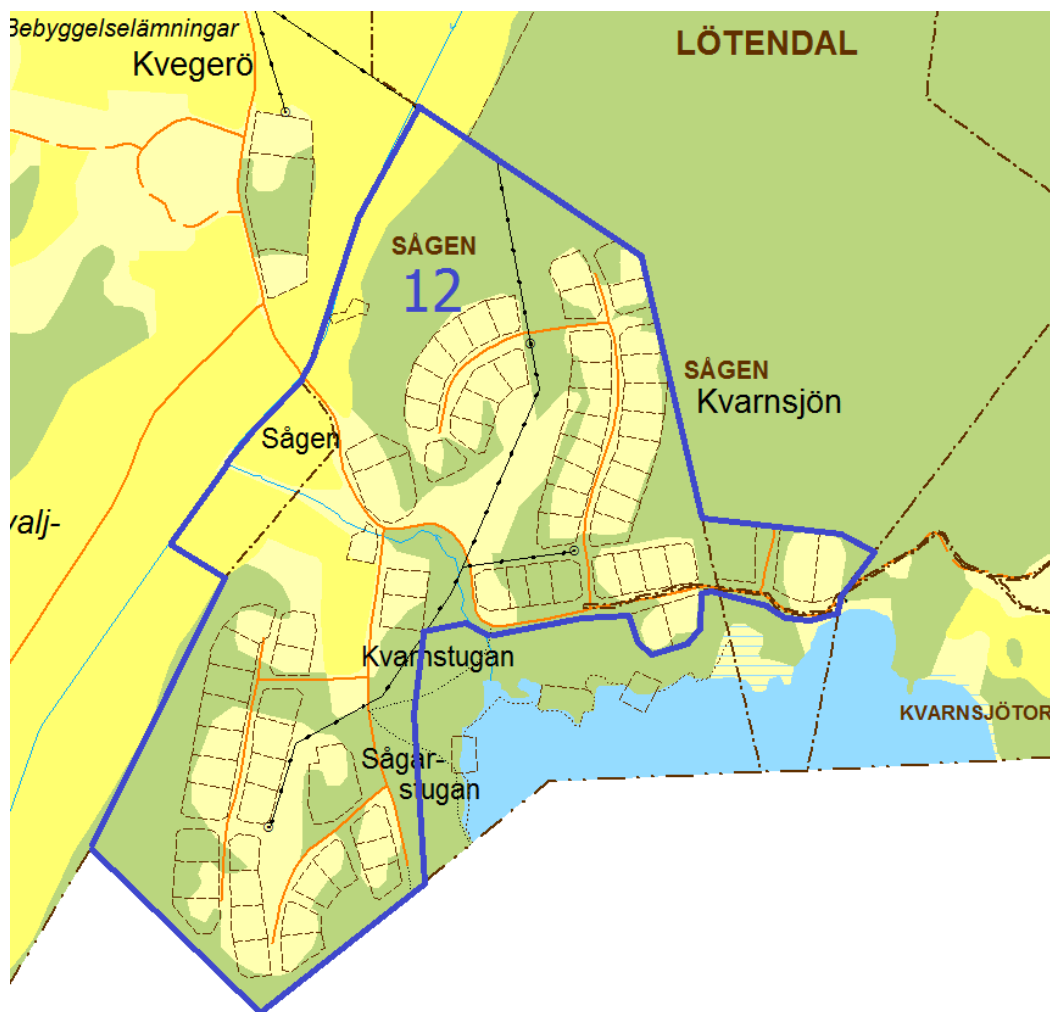 Bebyggelselämningar
Kvegerö
LÖTENDAL
SÅGEN
12
SÅGEN
Kvarnsjön
Sågen
valj-
Kvarnstugan
KVARNSJÖTOR
Sågar-
stugan